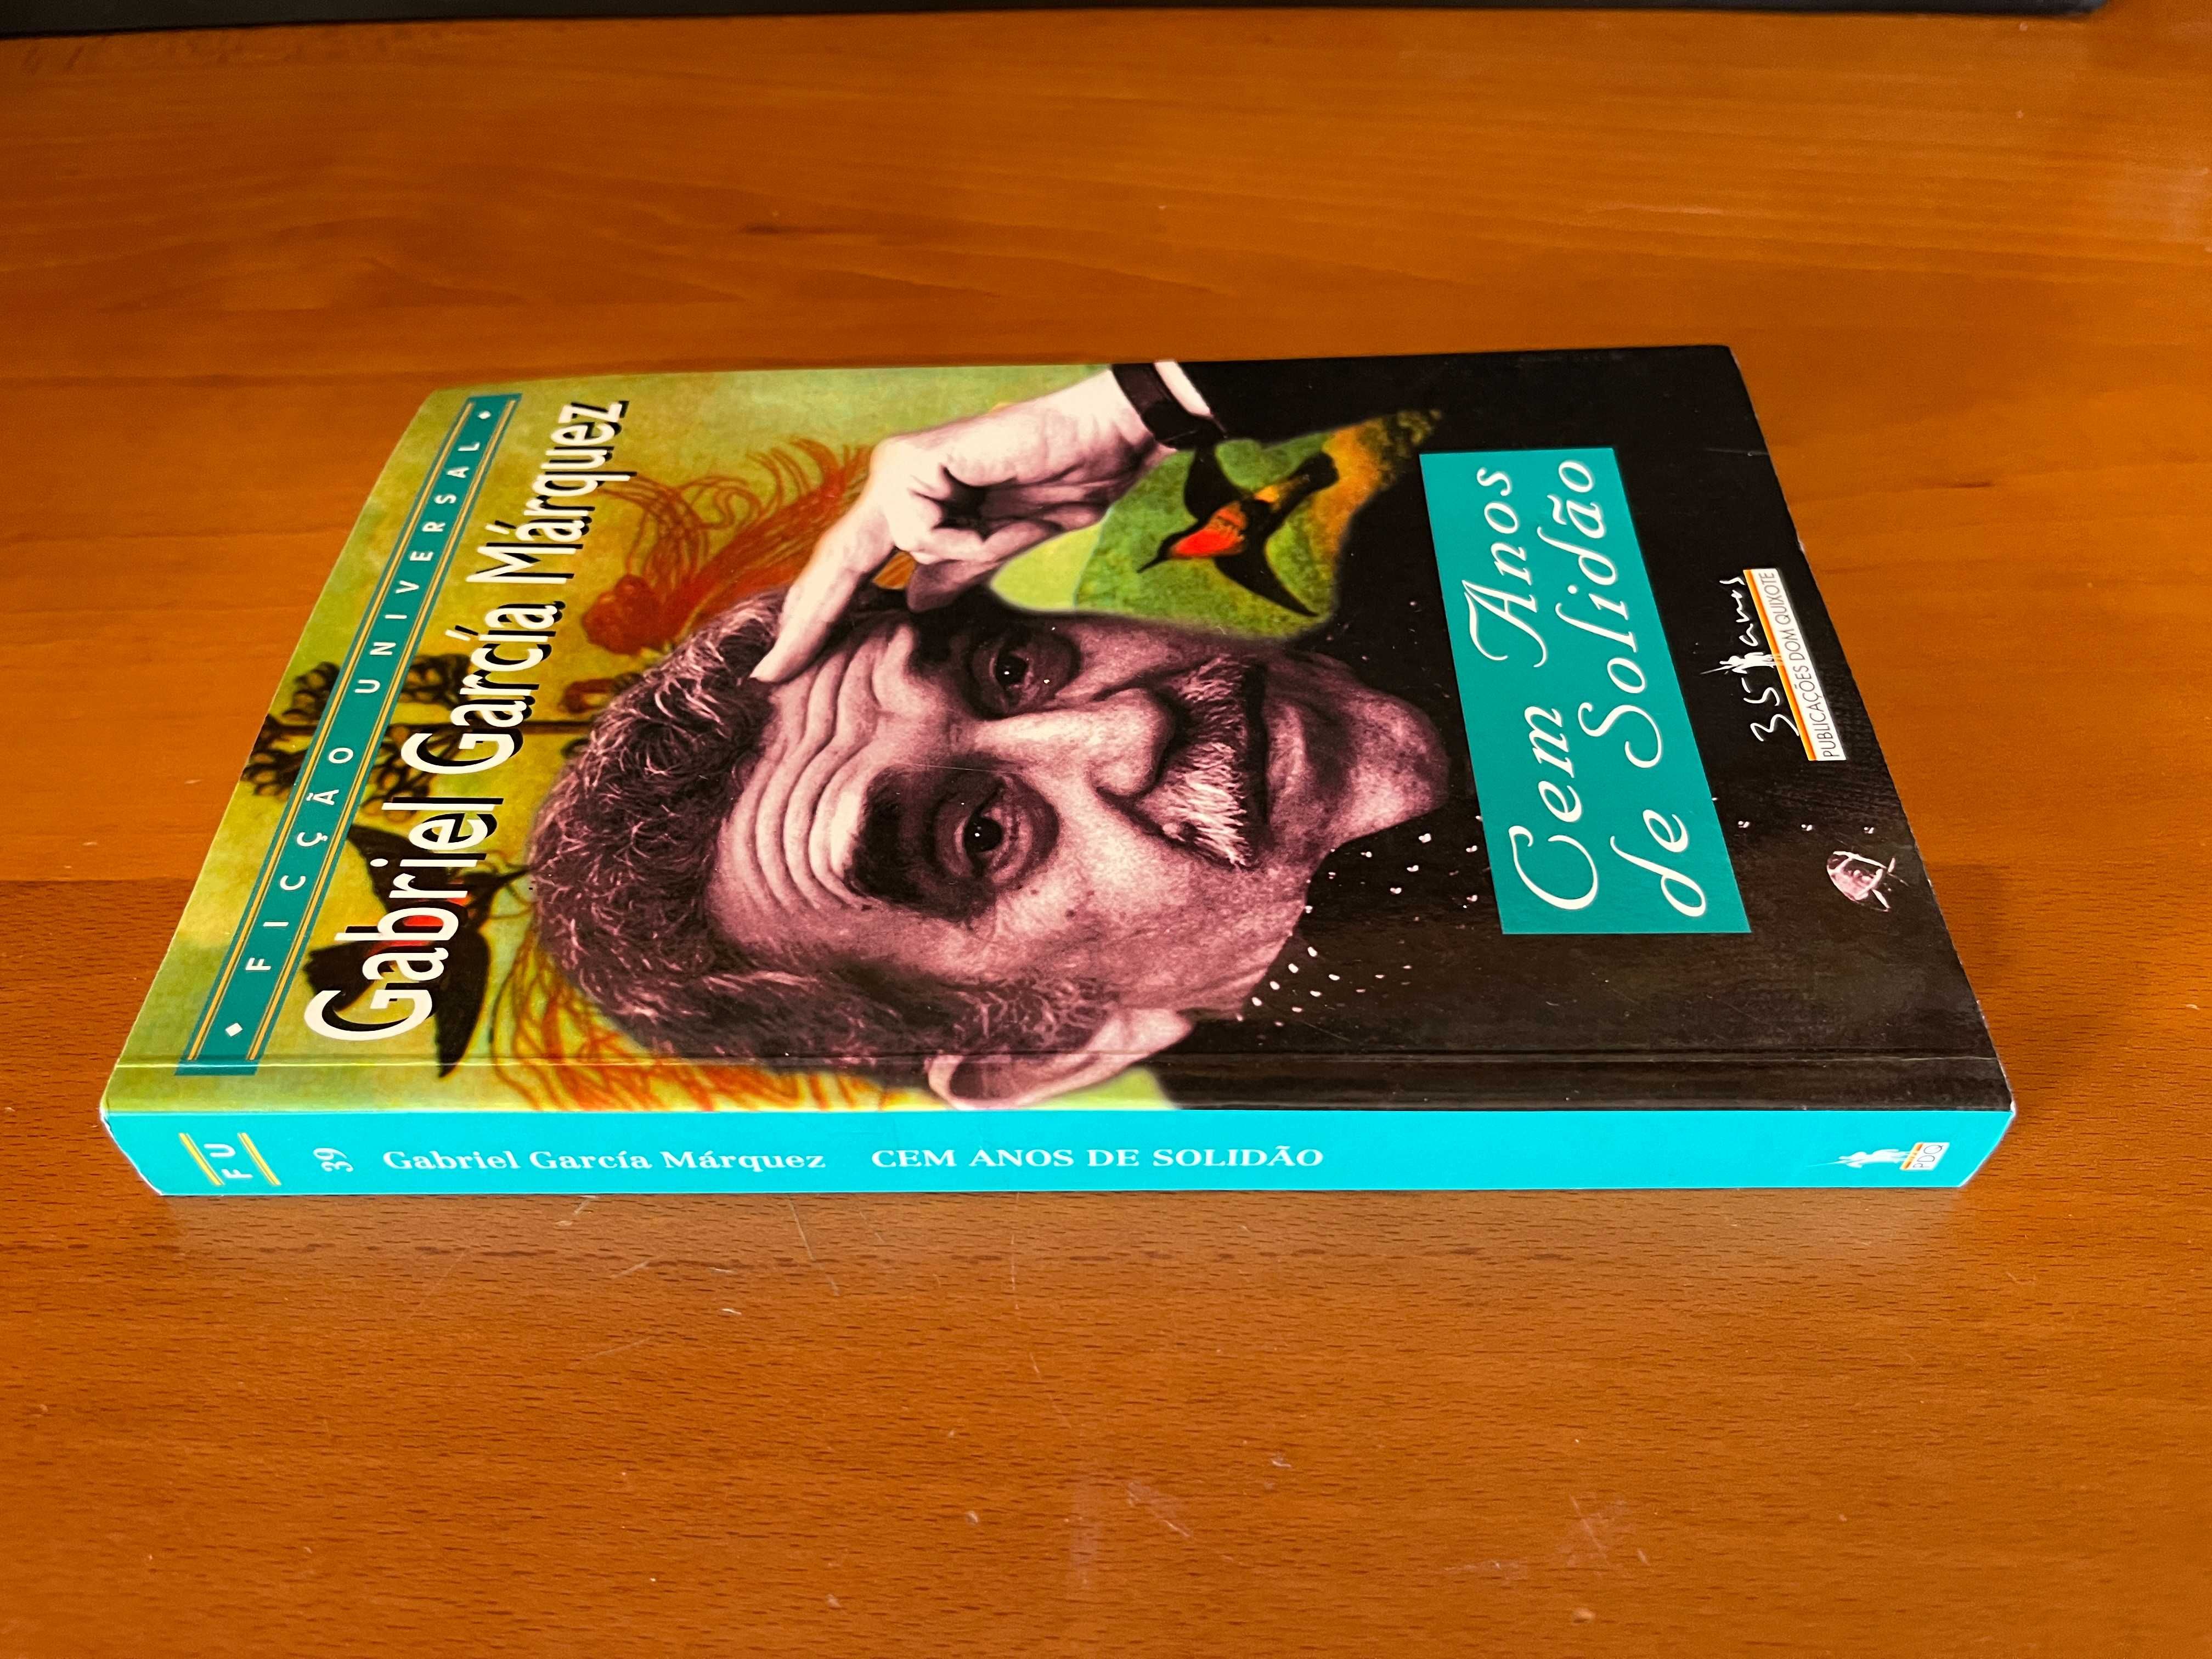 FICÇÃO UNIVERSAL
Gabriel García Márquez
Cem Anos
de Solidão
35 anos
PUBLICAÇÕES DOM QUIXOTE
FU
39
Gabriel García Márquez CEM ANOS DE SOLIDÃO
PDQ